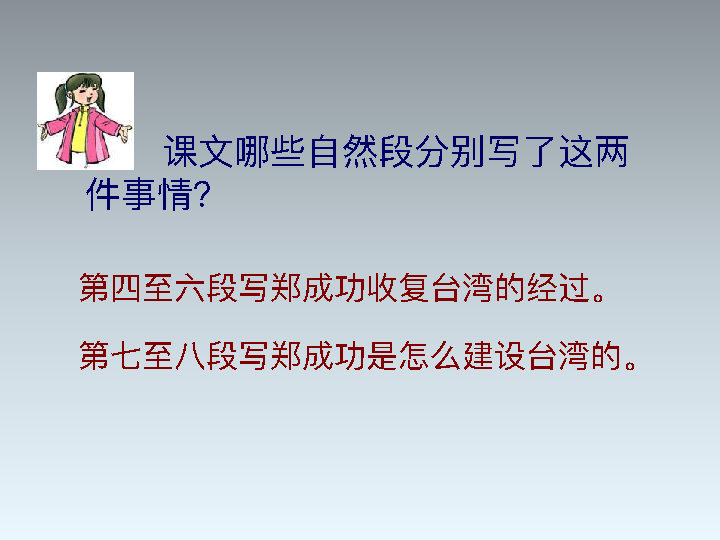 课文哪些自然段分别写了这两
件事情?
第四至六段写郑成功收复台湾的经过。
第七至八段写郑成功是怎么建设台湾的。